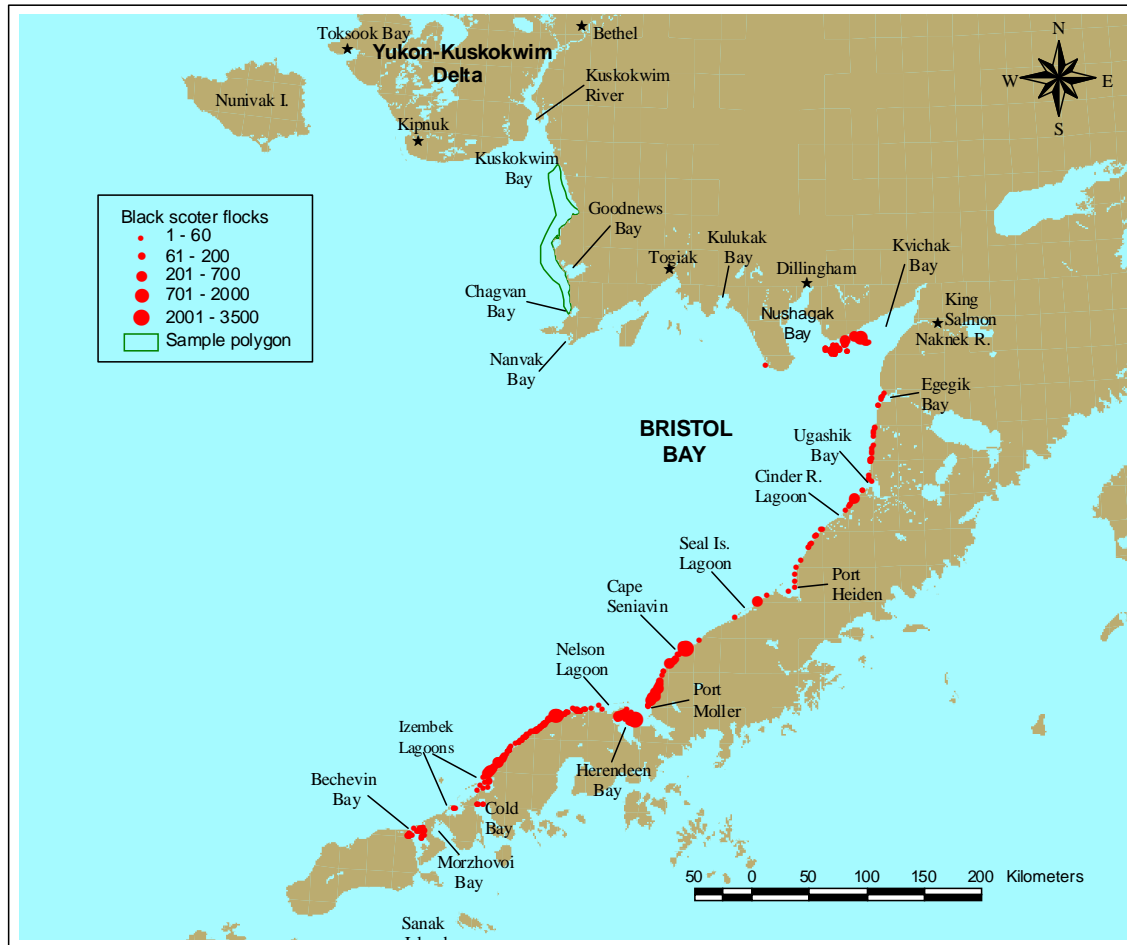 Toksook Bay
Bethel
Yukon-Kuskokwim
Delta
N
W
E
S
Nunivak I.
Kuskokwim
River
Kipnuk
Kuskokwim
Bay
Black scoter flocks
1 - 60
61 - 200
201 - 700
701 - 2000
2001 - 3500
Sample polygon
Goodnews
Bay
Togiak
Kulukak
Bay
Dillingham
Kvichak
Bay
Chagvan
Bay
Nushagak
Bay
King
Salmon
Naknek R.
Nanvak
Bay
Egegik
Bay
BRISTOL
BAY
Ugashik
Bay
Cinder R.
Lagoon
Seal Is.
Lagoon
Port
Heiden
Cape
Seniavin
Nelson
Lagoon
Port
Moller
Izembek
Lagoons
Herendeen
Bay
Bechevin
Bay
Cold
Bay
Morzhovoi
Bay
50 0 50 100 150 200 Kilometers
Sanak